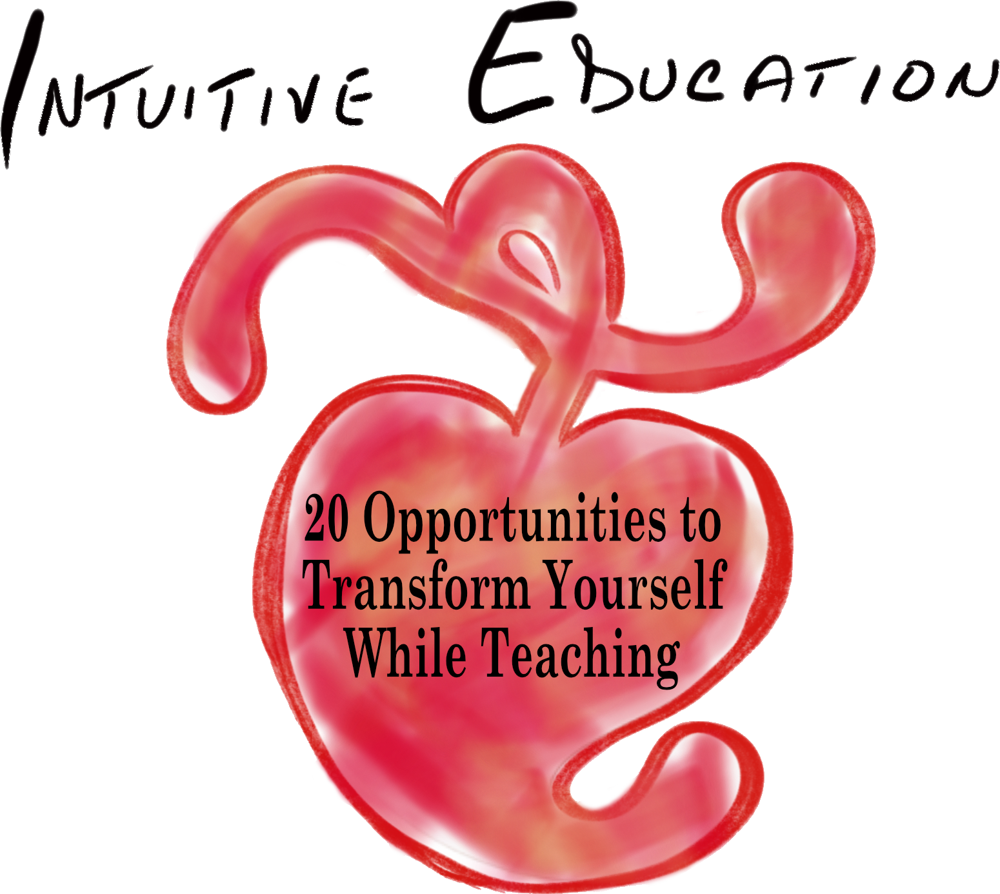 INTUITIVE EDUCATION
20 Opportunities to
Transform Yourself
While Teaching